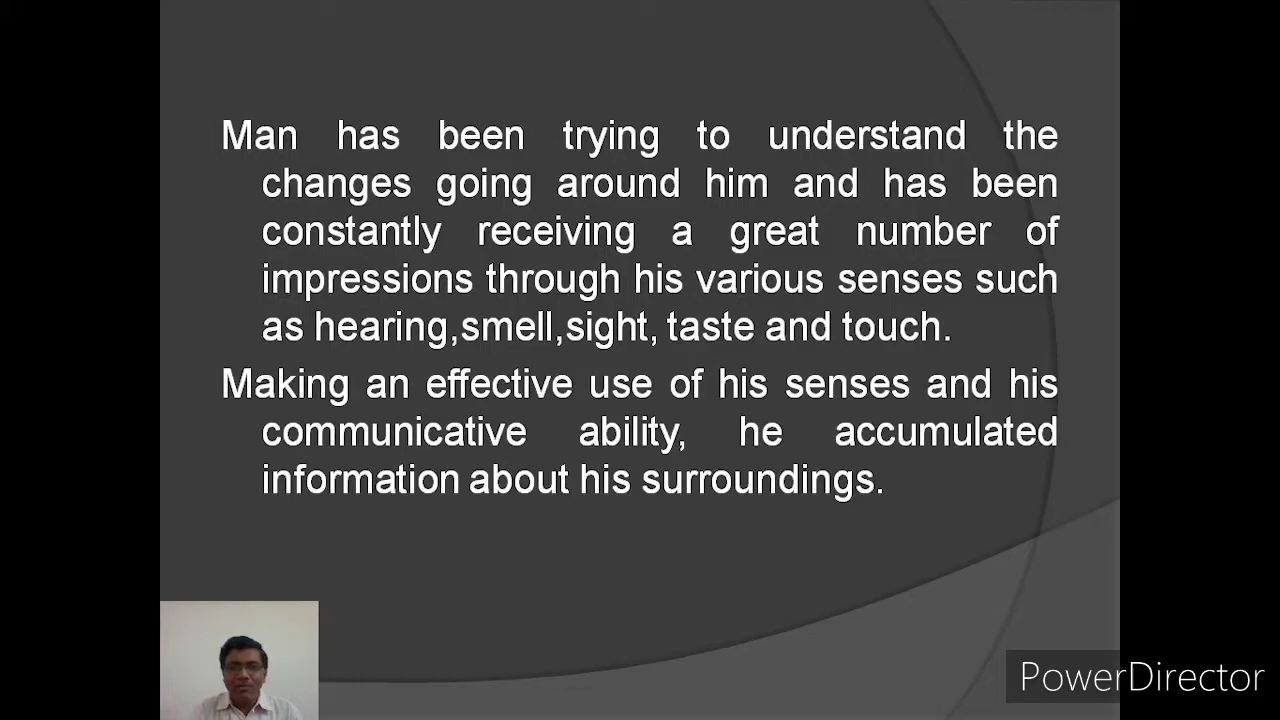 Man has been trying to understand the
changes going around him and has been
constantly receiving a great number of
impressions through his various senses such
as hearing,smell,sight, taste and touch.
Making an effective use of his senses and his
communicative ability, he accumulated
information about his surroundings.
PowerDirector